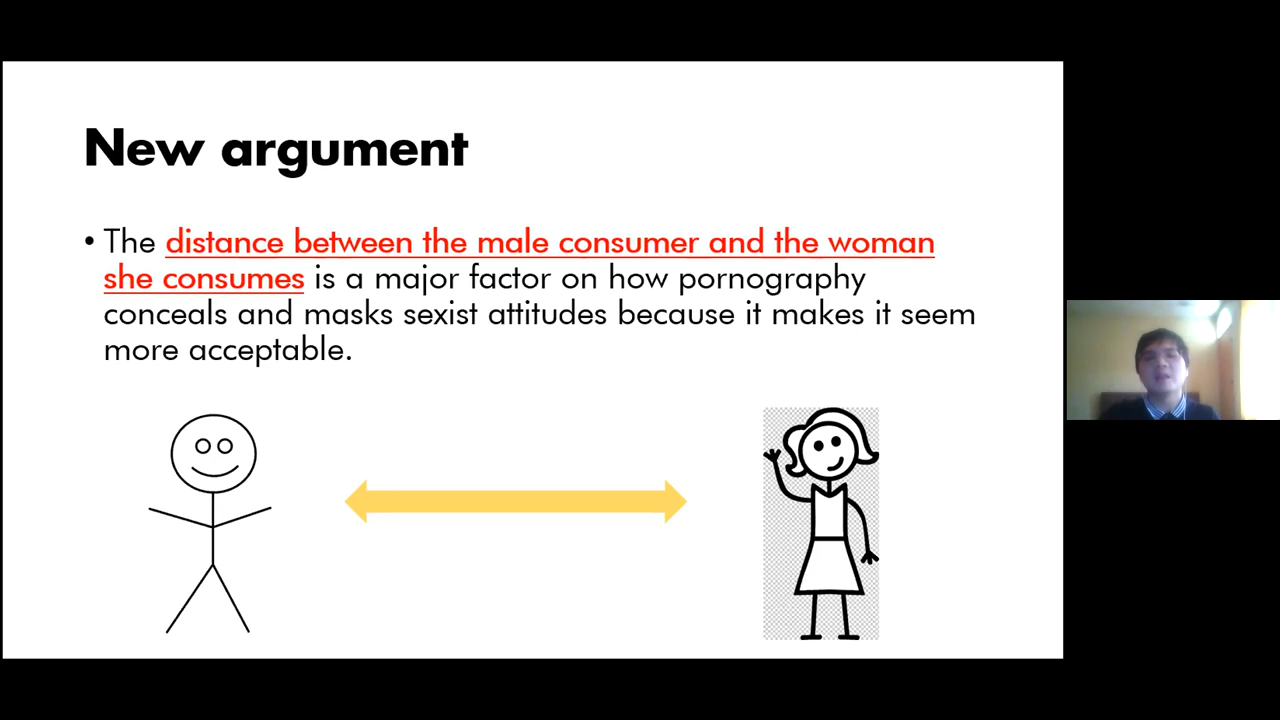 New argument
• The distance between the male consumer and the woman
she consumes is a major factor on how pornography
conceals and masks sexist attitudes because it makes it seem
more acceptable.